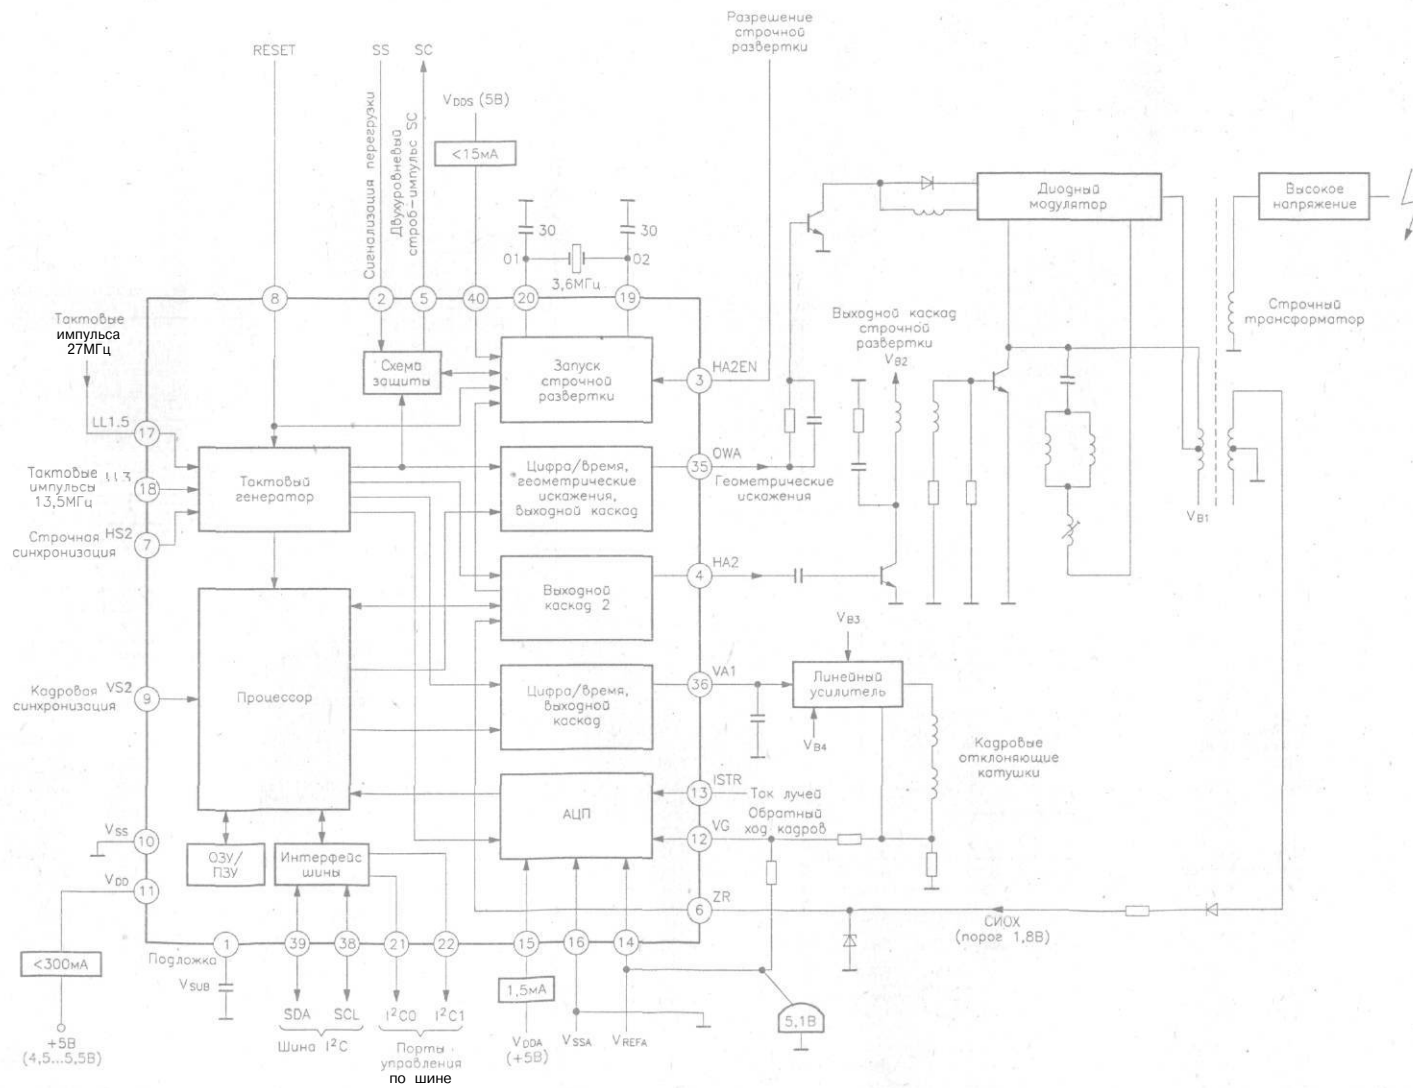 Разрешение
строчной
развертки
RESET
SS
SC
Сигнализация перегрузки
Двухуровневый
строб-импульс SC
VDDS (5В)
<15мА
30
30
01
02
3,6МГц
8
2
5
40
20
19
Диодный
модулятор
Высокое
напряжение
Строчный
трансформатор
Выходной каскад
строчной
развертки
VB2
VB1
Тактовые
импульса
27МГц
LL1.5
17
Тактовые
импульсы
13,5МГц
LL3
18
Строчная
синхронизация
HS2
7
Схема
защиты
Запуск
строчной
развертки
3
HA2EN
Тактовый
генератор
Цифра/время,
геометрические
искажения,
выходной каскад
35
OWA
Геометрические
искажения
Выходной
каскад 2
4
HA2
Процессор
Кадровая
синхронизация
VS2
9
Цифра/время,
выходной
каскад
36
VA1
VB3
Линейный
усилитель
VB4
Кадровые
отклоняющие
катушки
АЦП
ISTR
13
Ток лучей
VG
12
Обратный
ход кадров
VSS
10
VDD
11
ОЗУ/
ПЗУ
Интерфейс
шины
ZR
6
СИОХ
(порог 1,8В)
1
39
38
21
22
15
16
14
Подложка
VSUB
<300мА
+5В
(4,5...5,5В)
SDA
SCL
Шина I²C
I²C0
I²C1
Порты
управления
по шине
1,5мА
VDDA
(+5В)
VSSA
VREFA
5,1В